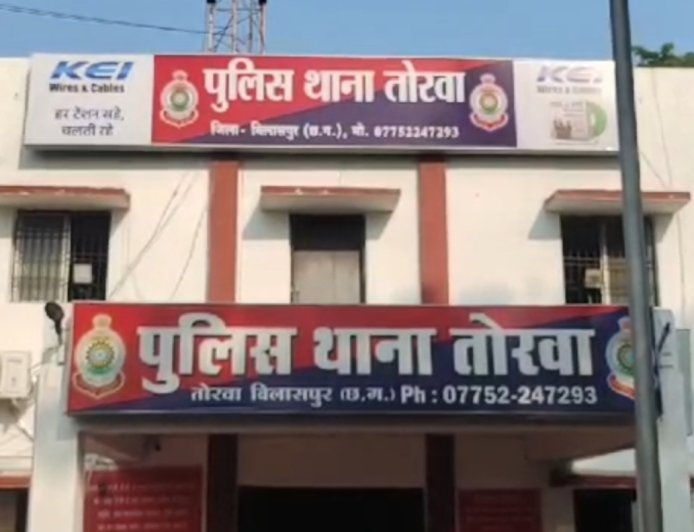 KEI
Wires & Cables
हर टेंशन सहे,
चलती रहे
पुलिस थाना तोरवा
जिला- बिलासपुर (छ.ग.), मो. 07752247293
KEI
Wires & Cables
पुलिस थाना तोरवा
तोरवा बिलासपुर (छ.ग.) Ph : 07752-247293